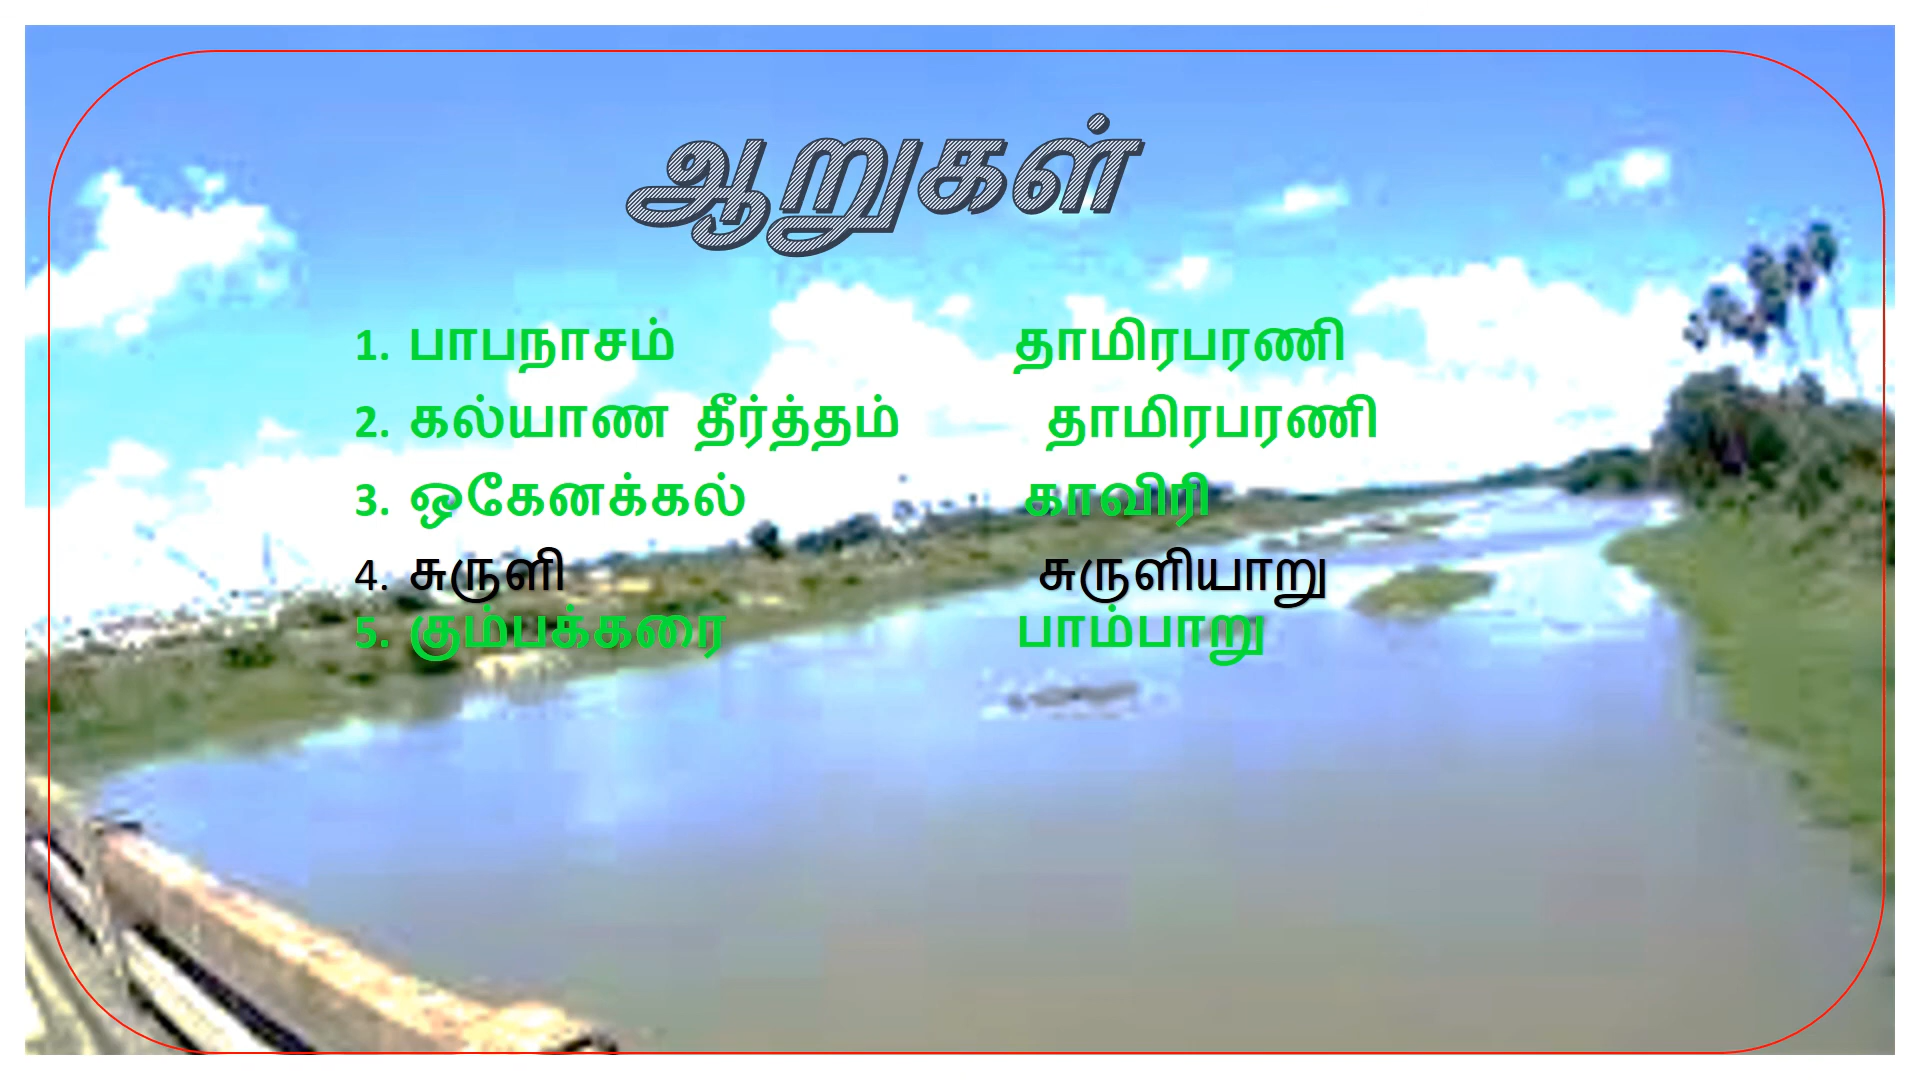 ஆறுகள்
1. பாபநாசம் தாமிரபரணி
2. கல்யாண தீர்த்தம் தாமிரபரணி
3. ஒகேனக்கல் காவிரி
4. சுருளி சுருளியாறு
5. கும்பக்கரை பாம்பாறு